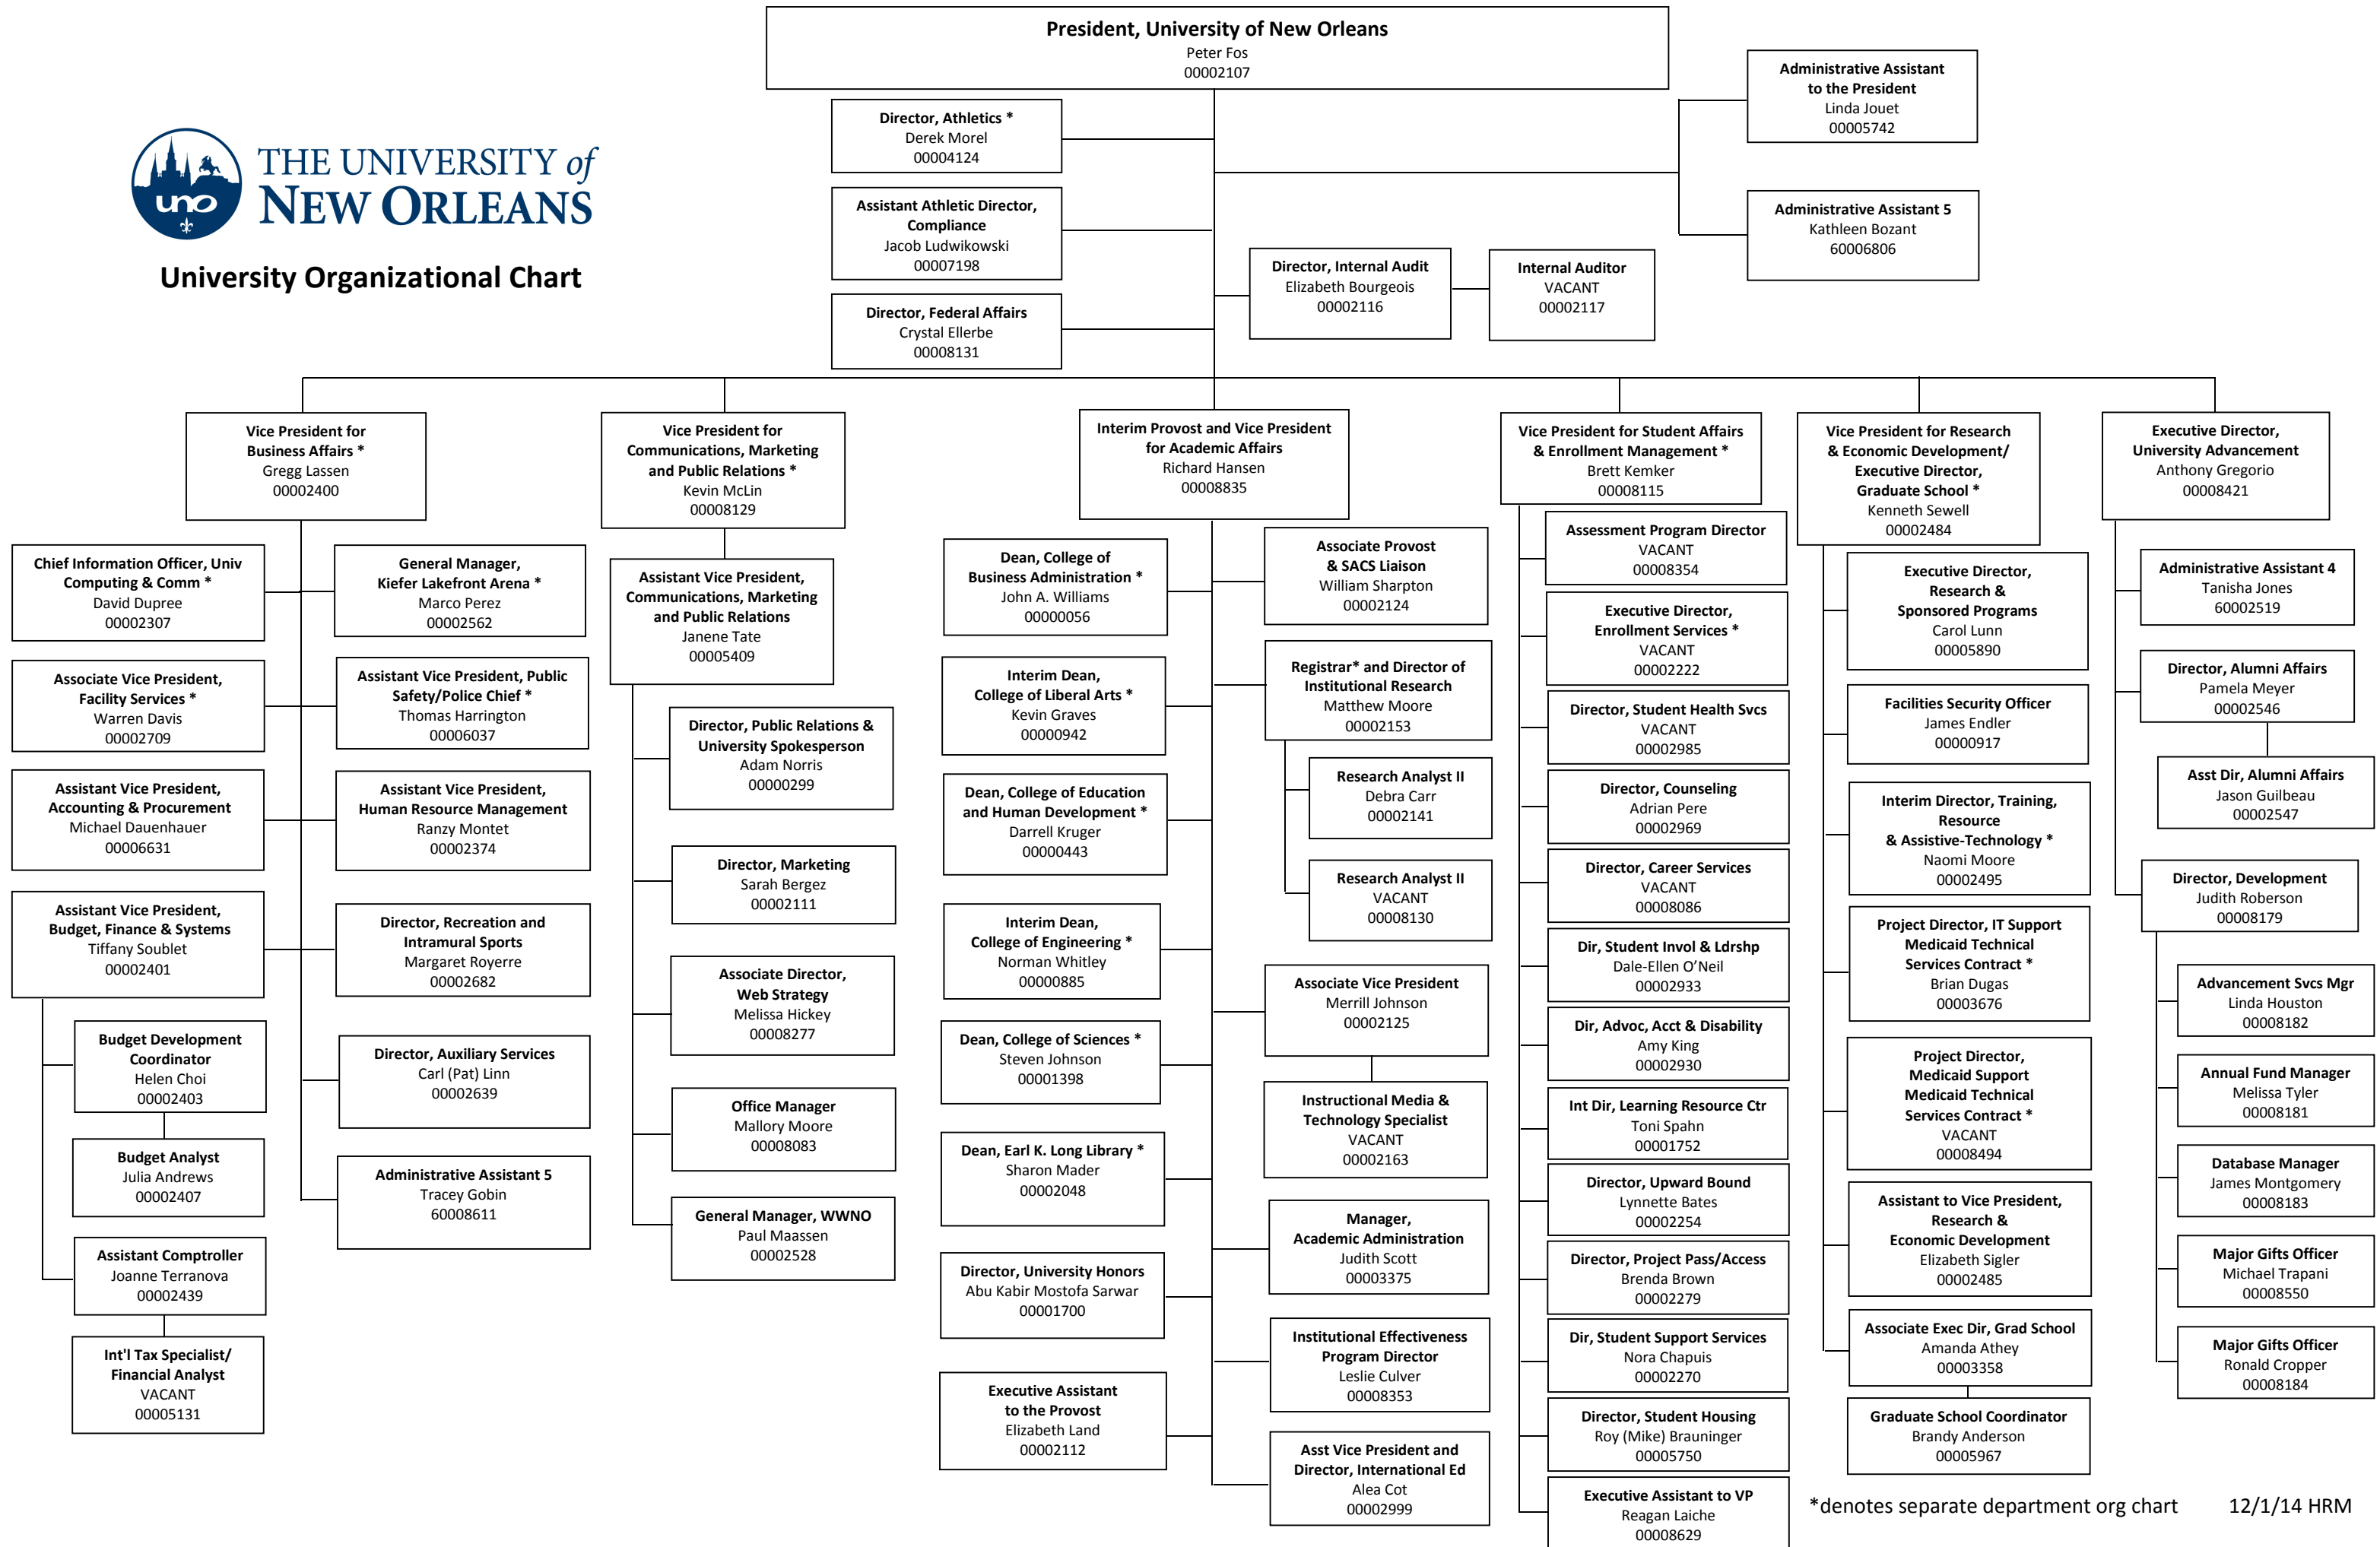 President, University of New Orleans
Peter Fos
00002107
Administrative Assistant
to the President
Linda Jouet
00005742
Director, Athletics *
Derek Morel
00004124
THE UNIVERSITY of
NEW ORLEANS
uno
University Organizational Chart
Assistant Athletic Director,
Compliance
Jacob Ludwikowski
00007198
Administrative Assistant 5
Kathleen Bozant
60006806
Director, Internal Audit
Elizabeth Bourgeois
00002116
Internal Auditor
VACANT
00002117
Director, Federal Affairs
Crystal Ellerbe
00008131
Vice President for
Business Affairs *
Gregg Lassen
00002400
Chief Information Officer, Univ
Computing & Comm *
David Dupree
00002307
General Manager,
Kiefer Lakefront Arena *
Marco Perez
00002562
Associate Vice President,
Facility Services *
Warren Davis
00002709
Assistant Vice President, Public
Safety/Police Chief *
Thomas Harrington
00006037
Assistant Vice President,
Accounting & Procurement
Michael Dauenhauer
00006631
Assistant Vice President,
Human Resource Management
Ranzy Montet
00002374
Assistant Vice President,
Budget, Finance & Systems
Tiffany Soublet
00002401
Director, Recreation and
Intramural Sports
Margaret Royerre
00002682
Budget Development
Coordinator
Helen Choi
00002403
Director, Auxiliary Services
Carl (Pat) Linn
00002639
Budget Analyst
Julia Andrews
00002407
Administrative Assistant 5
Tracey Gobin
60008611
Assistant Comptroller
Joanne Terranova
00002439
Int'l Tax Specialist/
Financial Analyst
VACANT
00005131
Vice President for
Communications, Marketing
and Public Relations *
Kevin McLin
00008129
Assistant Vice President,
Communications, Marketing
and Public Relations
Janene Tate
00005409
Director, Public Relations &
University Spokesperson
Adam Norris
00000299
Director, Marketing
Sarah Bergez
00002111
Associate Director,
Web Strategy
Melissa Hickey
00008277
Office Manager
Mallory Moore
00008083
General Manager, WWNO
Paul Maassen
00002528
Interim Provost and Vice President
for Academic Affairs
Richard Hansen
00008835
Dean, College of
Business Administration *
John A. Williams
00000056
Associate Provost
& SACS Liaison
William Sharpton
00002124
Interim Dean,
College of Liberal Arts *
Kevin Graves
00000942
Registrar* and Director of
Institutional Research
Matthew Moore
00002153
Dean, College of Education
and Human Development *
Darrell Kruger
00000443
Research Analyst II
Debra Carr
00002141
Research Analyst II
VACANT
00008130
Interim Dean,
College of Engineering *
Norman Whitley
00000885
Associate Vice President
Merrill Johnson
00002125
Dean, College of Sciences *
Steven Johnson
00001398
Instructional Media &
Technology Specialist
VACANT
00002163
Dean, Earl K. Long Library *
Sharon Mader
00002048
Manager,
Academic Administration
Judith Scott
00003375
Director, University Honors
Abu Kabir Mostofa Sarwar
00001700
Institutional Effectiveness
Program Director
Leslie Culver
00008353
Executive Assistant
to the Provost
Elizabeth Land
00002112
Asst Vice President and
Director, International Ed
Alea Cot
00002999
Vice President for Student Affairs
& Enrollment Management *
Brett Kemker
00008115
Assessment Program Director
VACANT
00008354
Executive Director,
Enrollment Services *
VACANT
00002222
Director, Student Health Svcs
VACANT
00002985
Director, Counseling
Adrian Pere
00002969
Director, Career Services
VACANT
00008086
Dir, Student Invol & Ldrshp
Dale-Ellen O’Neil
00002933
Dir, Advoc, Acct & Disability
Amy King
00002930
Int Dir, Learning Resource Ctr
Toni Spahn
00001752
Director, Upward Bound
Lynnette Bates
00002254
Director, Project Pass/Access
Brenda Brown
00002279
Dir, Student Support Services
Nora Chapuis
00002270
Director, Student Housing
Roy (Mike) Brauninger
00005750
Executive Assistant to VP
Reagan Laiche
00008629
Vice President for Research
& Economic Development/
Executive Director,
Graduate School *
Kenneth Sewell
00002484
Executive Director,
Research &
Sponsored Programs
Carol Lunn
00005890
Facilities Security Officer
James Endler
00000917
Interim Director, Training,
Resource
& Assistive-Technology *
Naomi Moore
00002495
Project Director, IT Support
Medicaid Technical
Services Contract *
Brian Dugas
00003676
Project Director,
Medicaid Support
Medicaid Technical
Services Contract *
VACANT
00008494
Assistant to Vice President,
Research &
Economic Development
Elizabeth Sigler
00002485
Associate Exec Dir, Grad School
Amanda Athey
00003358
Graduate School Coordinator
Brandy Anderson
00005967
Executive Director,
University Advancement
Anthony Gregorio
00008421
Administrative Assistant 4
Tanisha Jones
60002519
Director, Alumni Affairs
Pamela Meyer
00002546
Asst Dir, Alumni Affairs
Jason Guilbeau
00002547
Director, Development
Judith Roberson
00008179
Advancement Svcs Mgr
Linda Houston
00008182
Annual Fund Manager
Melissa Tyler
00008181
Database Manager
James Montgomery
00008183
Major Gifts Officer
Michael Trapani
00008550
Major Gifts Officer
Ronald Cropper
00008184
*denotes separate department org chart
12/1/14 HRM